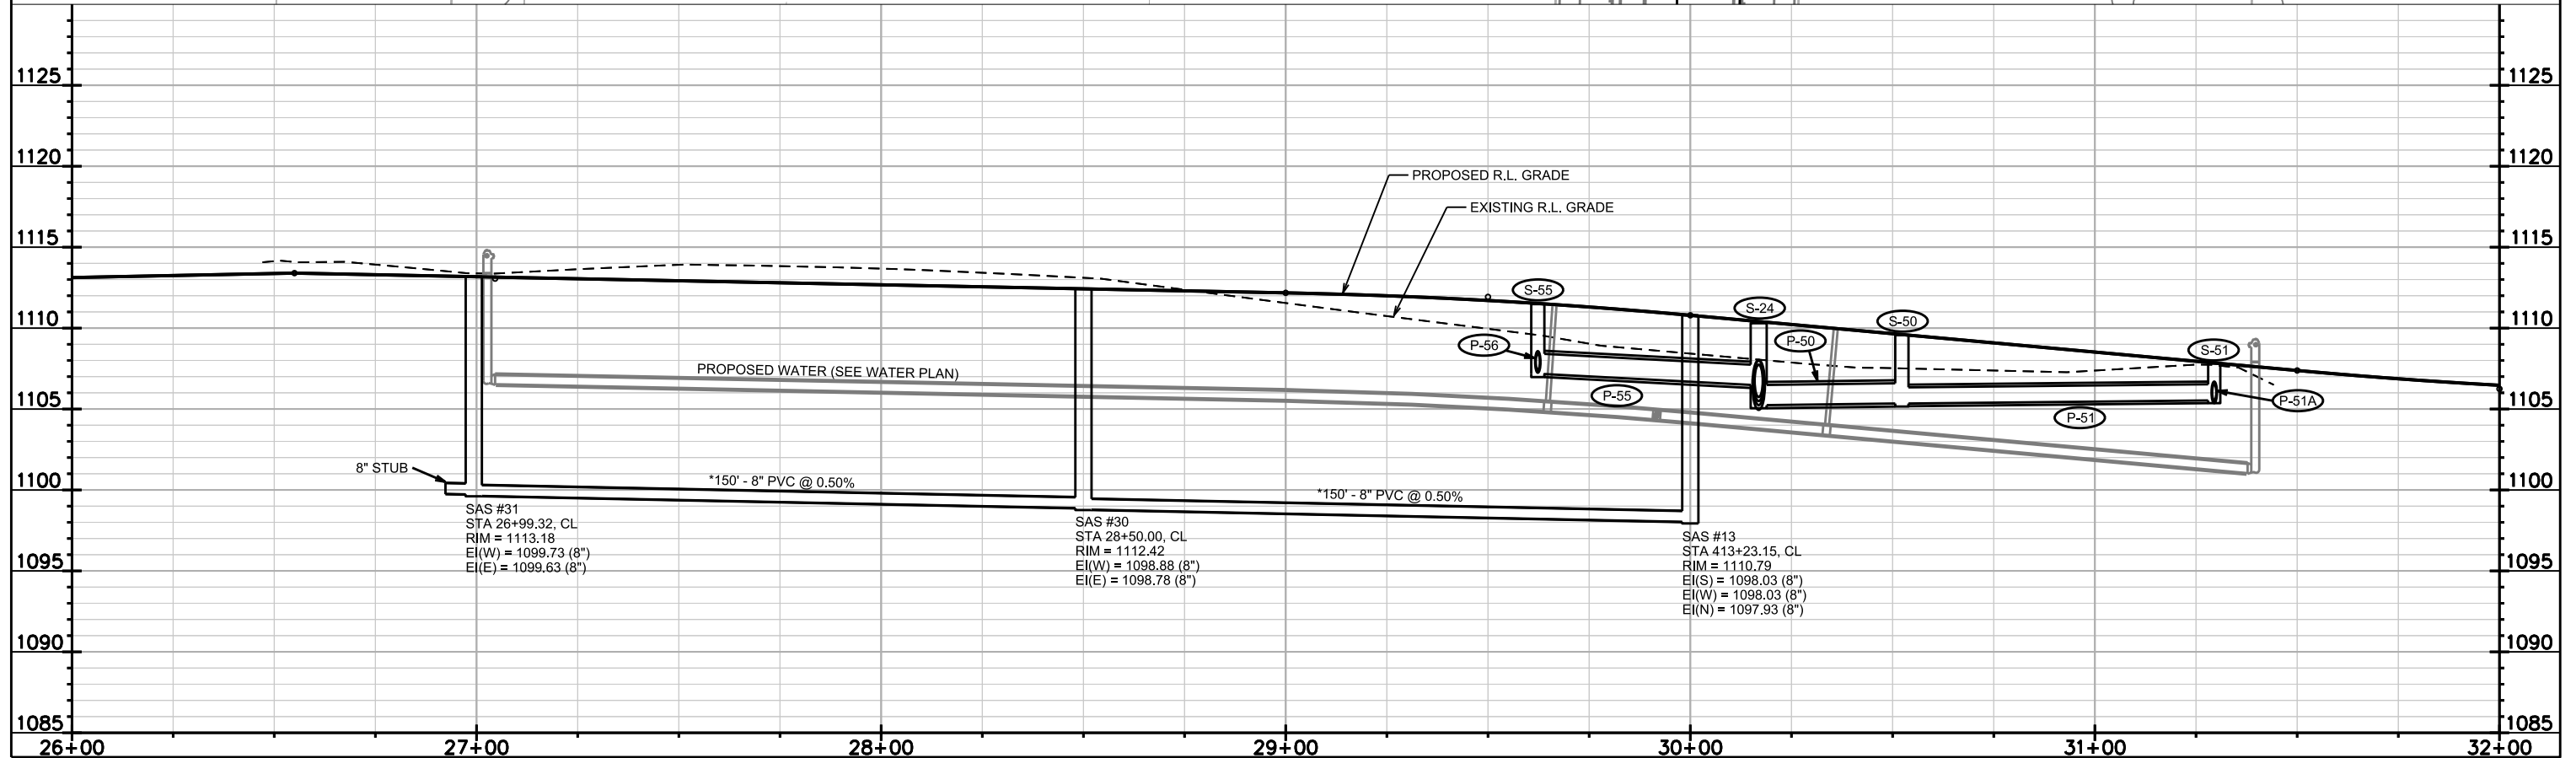 1125
1125
1120
1120
PROPOSED R.L. GRADE
EXISTING R.L. GRADE
1115
1115
S-55
S-24
1110
S-50
1110
P-56
P-50
S-51
PROPOSED WATER (SEE WATER PLAN)
P-55
P-51A
1105
P-51
1105
8" STUB
*150' - 8" PVC @ 0.50%
*150' - 8" PVC @ 0.50%
1100
1100
SAS #31
STA 26+99.32, CL
RIM = 1113.18
EI(W) = 1099.73 (8")
EI(E) = 1099.63 (8")
SAS #30
STA 28+50.00, CL
RIM = 1112.42
EI(W) = 1098.88 (8")
EI(E) = 1098.78 (8")
SAS #13
STA 413+23.15, CL
RIM = 1110.79
EI(S) = 1098.03 (8")
EI(W) = 1098.03 (8")
EI(N) = 1097.93 (8")
1095
1095
1090
1090
1085
1085
26+00
27+00
28+00
29+00
30+00
31+00
32+00